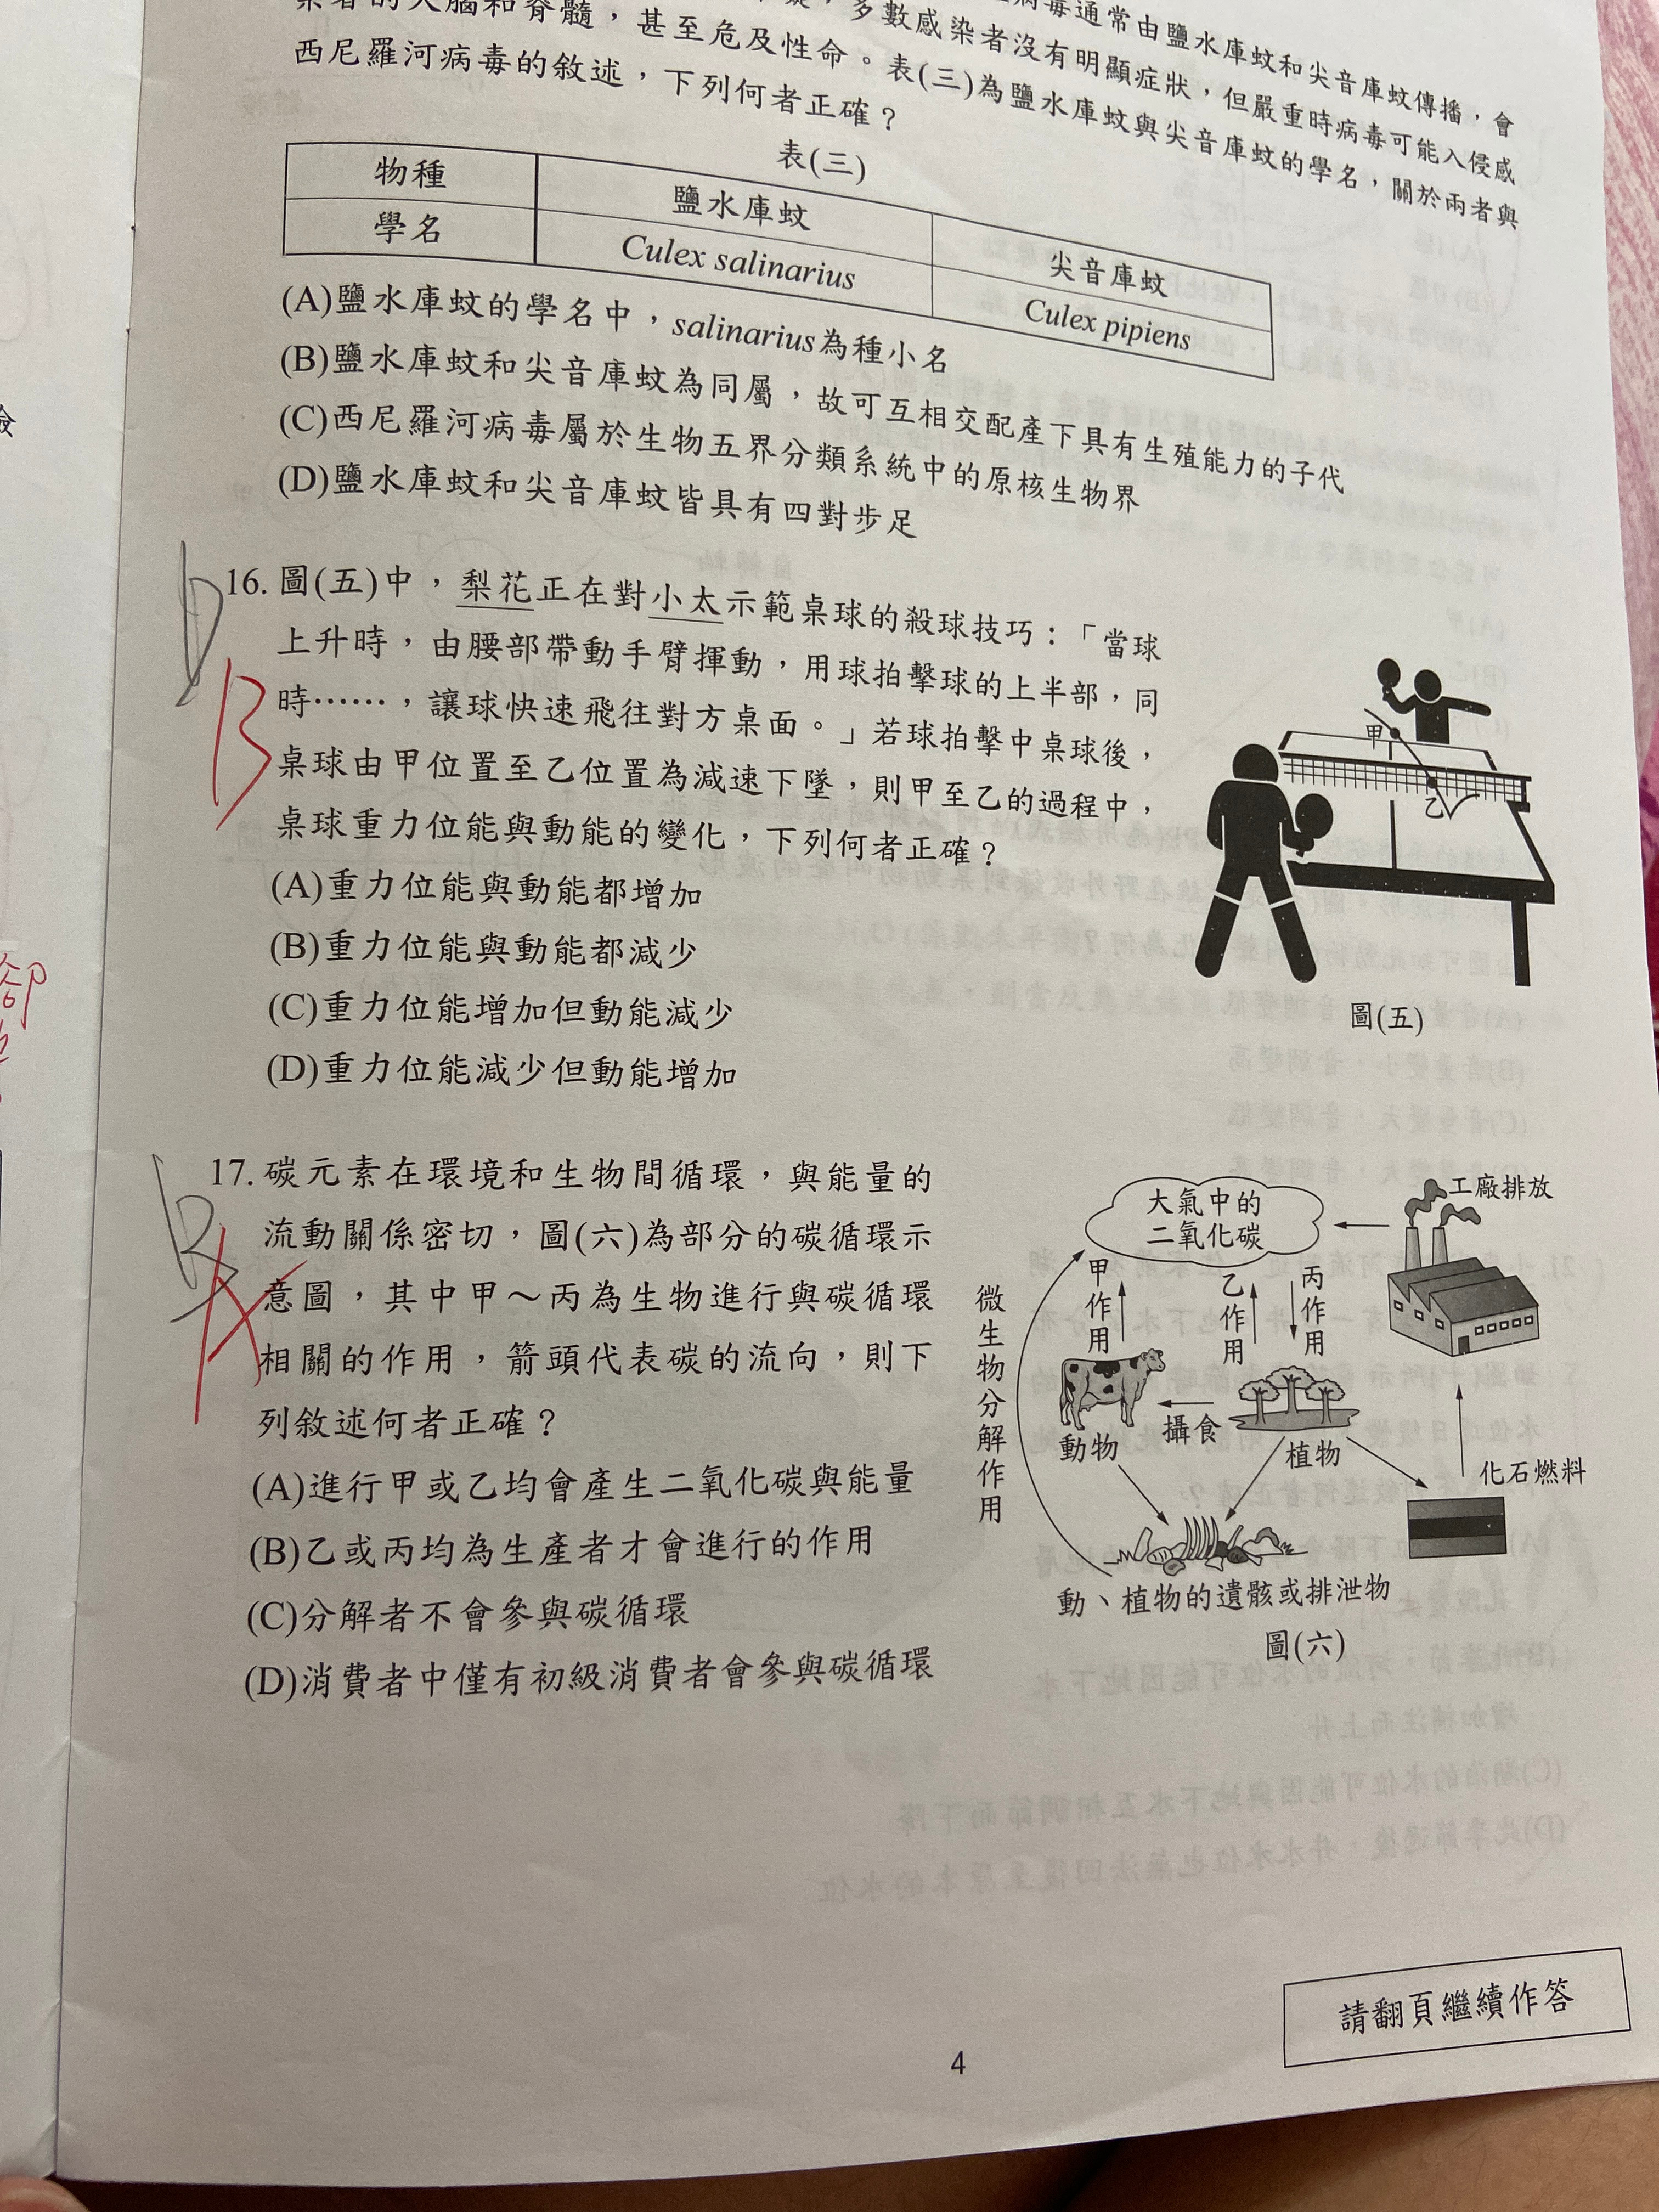 病毒通常由鹽水庫蚊和尖音庫蚊傳播，會
多數感染者沒有明顯症狀，但嚴重時病毒可能入侵感
染者的大腦和脊髓，甚至危及性命。表(三)為鹽水庫蚊與尖音庫蚊的學名，關於兩者與
西尼羅河病毒的敘述，下列何者正確？
表(三)
物種 鹽水庫蚊 尖音庫蚊
學名 Culex salinarius Culex pipiens
(A)鹽水庫蚊的學名中，salinarius為種小名
(B)鹽水庫蚊和尖音庫蚊為同屬，故可互相交配產下具有生殖能力的子代
(C)西尼羅河病毒屬於生物五界分類系統中的原核生物界
(D)鹽水庫蚊和尖音庫蚊皆具有四對步足
D
B
16. 圖(五)中，梨花正在對小太示範桌球的殺球技巧：「當球
上升時，由腰部帶動手臂揮動，用球拍擊球的上半部，同
時……，讓球快速飛往對方桌面。」若球拍擊中桌球後，
桌球由甲位置至乙位置為減速下墜，則甲至乙的過程中，
桌球重力位能與動能的變化，下列何者正確？
(A)重力位能與動能都增加
(B)重力位能與動能都減少
(C)重力位能增加但動能減少
(D)重力位能減少但動能增加
甲
乙
圖(五)
B
A
17. 碳元素在環境和生物間循環，與能量的
流動關係密切，圖(六)為部分的碳循環示
意圖，其中甲～丙為生物進行與碳循環
相關的作用，箭頭代表碳的流向，則下
列敘述何者正確？
(A)進行甲或乙均會產生二氧化碳與能量
(B)乙或丙均為生產者才會進行的作用
(C)分解者不會參與碳循環
(D)消費者中僅有初級消費者會參與碳循環
大氣中的
二氧化碳
工廠排放
微生物分解作用
甲作用
乙作用
丙作用
動物
攝食
植物
化石燃料
動、植物的遺骸或排泄物
圖(六)
請翻頁繼續作答
4